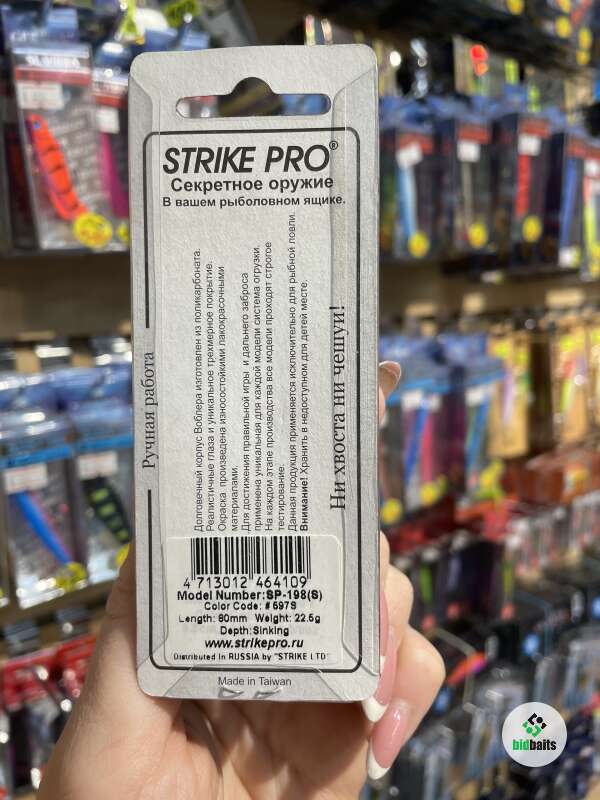 STRIKE PRO®
Секретное оружие
В вашем рыболовном ящике.
Ручная работа
Долговечный корпус Воблера изготовлен из поликарбоната.
Реалистичные глаза и уникальное трехмерное покрытие.
Окраска произведена износостойкими лакокрасочными
материалами.
Для достижения правильной игры и дальнего заброса
применена уникальная для каждой модели система огрузки.
На каждом этапе производства все модели проходят строгое
тестирование.
Данная продукция применяется исключительно для рыбной ловли.
Внимание! Хранить в недоступном для детей месте.
Ни хвоста ни чешуи!
4 713012 464109
Model Number:SP-198(S)
Color Code: #597S
Length: 80mm Weight: 22.5g
Depth:Sinking
www.strikepro.ru
Distributed in RUSSIA by "STRIKE LTD"
Made in Taiwan
bidbaits